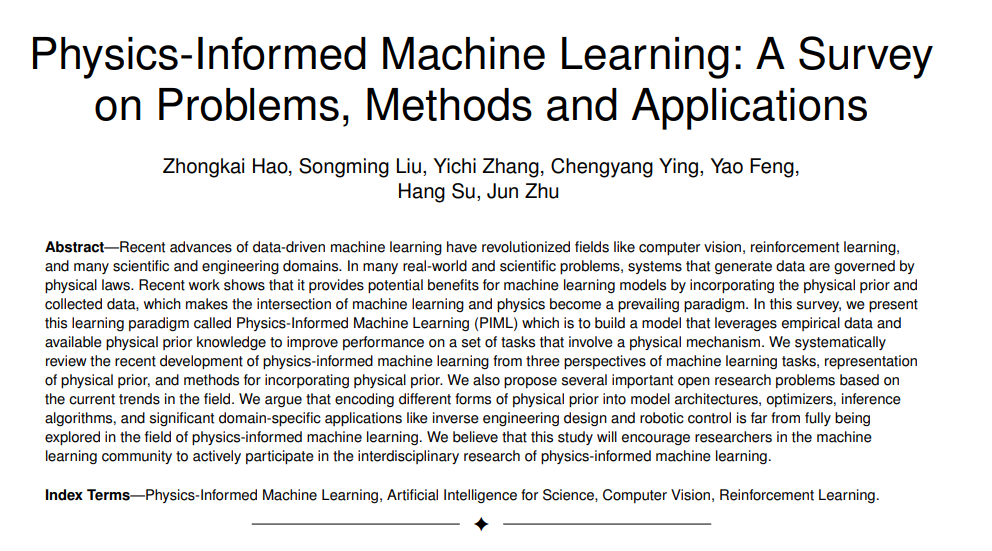 Physics-Informed Machine Learning: A Survey
on Problems, Methods and Applications
Zhongkai Hao, Songming Liu, Yichi Zhang, Chengyang Ying, Yao Feng,
Hang Su, Jun Zhu
Abstract—Recent advances of data-driven machine learning have revolutionized fields like computer vision, reinforcement learning,
and many scientific and engineering domains. In many real-world and scientific problems, systems that generate data are governed by
physical laws. Recent work shows that it provides potential benefits for machine learning models by incorporating the physical prior and
collected data, which makes the intersection of machine learning and physics become a prevailing paradigm. In this survey, we present
this learning paradigm called Physics-Informed Machine Learning (PIML) which is to build a model that leverages empirical data and
available physical prior knowledge to improve performance on a set of tasks that involve a physical mechanism. We systematically
review the recent development of physics-informed machine learning from three perspectives of machine learning tasks, representation
of physical prior, and methods for incorporating physical prior. We also propose several important open research problems based on
the current trends in the field. We argue that encoding different forms of physical prior into model architectures, optimizers, inference
algorithms, and significant domain-specific applications like inverse engineering design and robotic control is far from fully being
explored in the field of physics-informed machine learning. We believe that this study will encourage researchers in the machine
learning community to actively participate in the interdisciplinary research of physics-informed machine learning.
Index Terms—Physics-Informed Machine Learning, Artificial Intelligence for Science, Computer Vision, Reinforcement Learning.